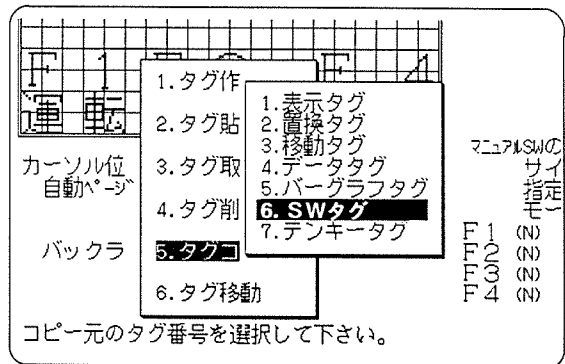 F 1 F 2 F 4
運転
1.タグ作
2.タグ貼
3.タグ取
4.タグ削
5.タグコ
6.タグ移動
1.表示タグ
2.置換タグ
3.移動タグ
4.データタグ
5.バーグラフタグ
6.SWタグ
7.テンキータグ
カーソル位
自動ページ
バックラ
マニュアルSWの
サイ
指定
モー
F1 (N)
F2 (N)
F3 (N)
F4 (N)
コピー元のタグ番号を選択して下さい。